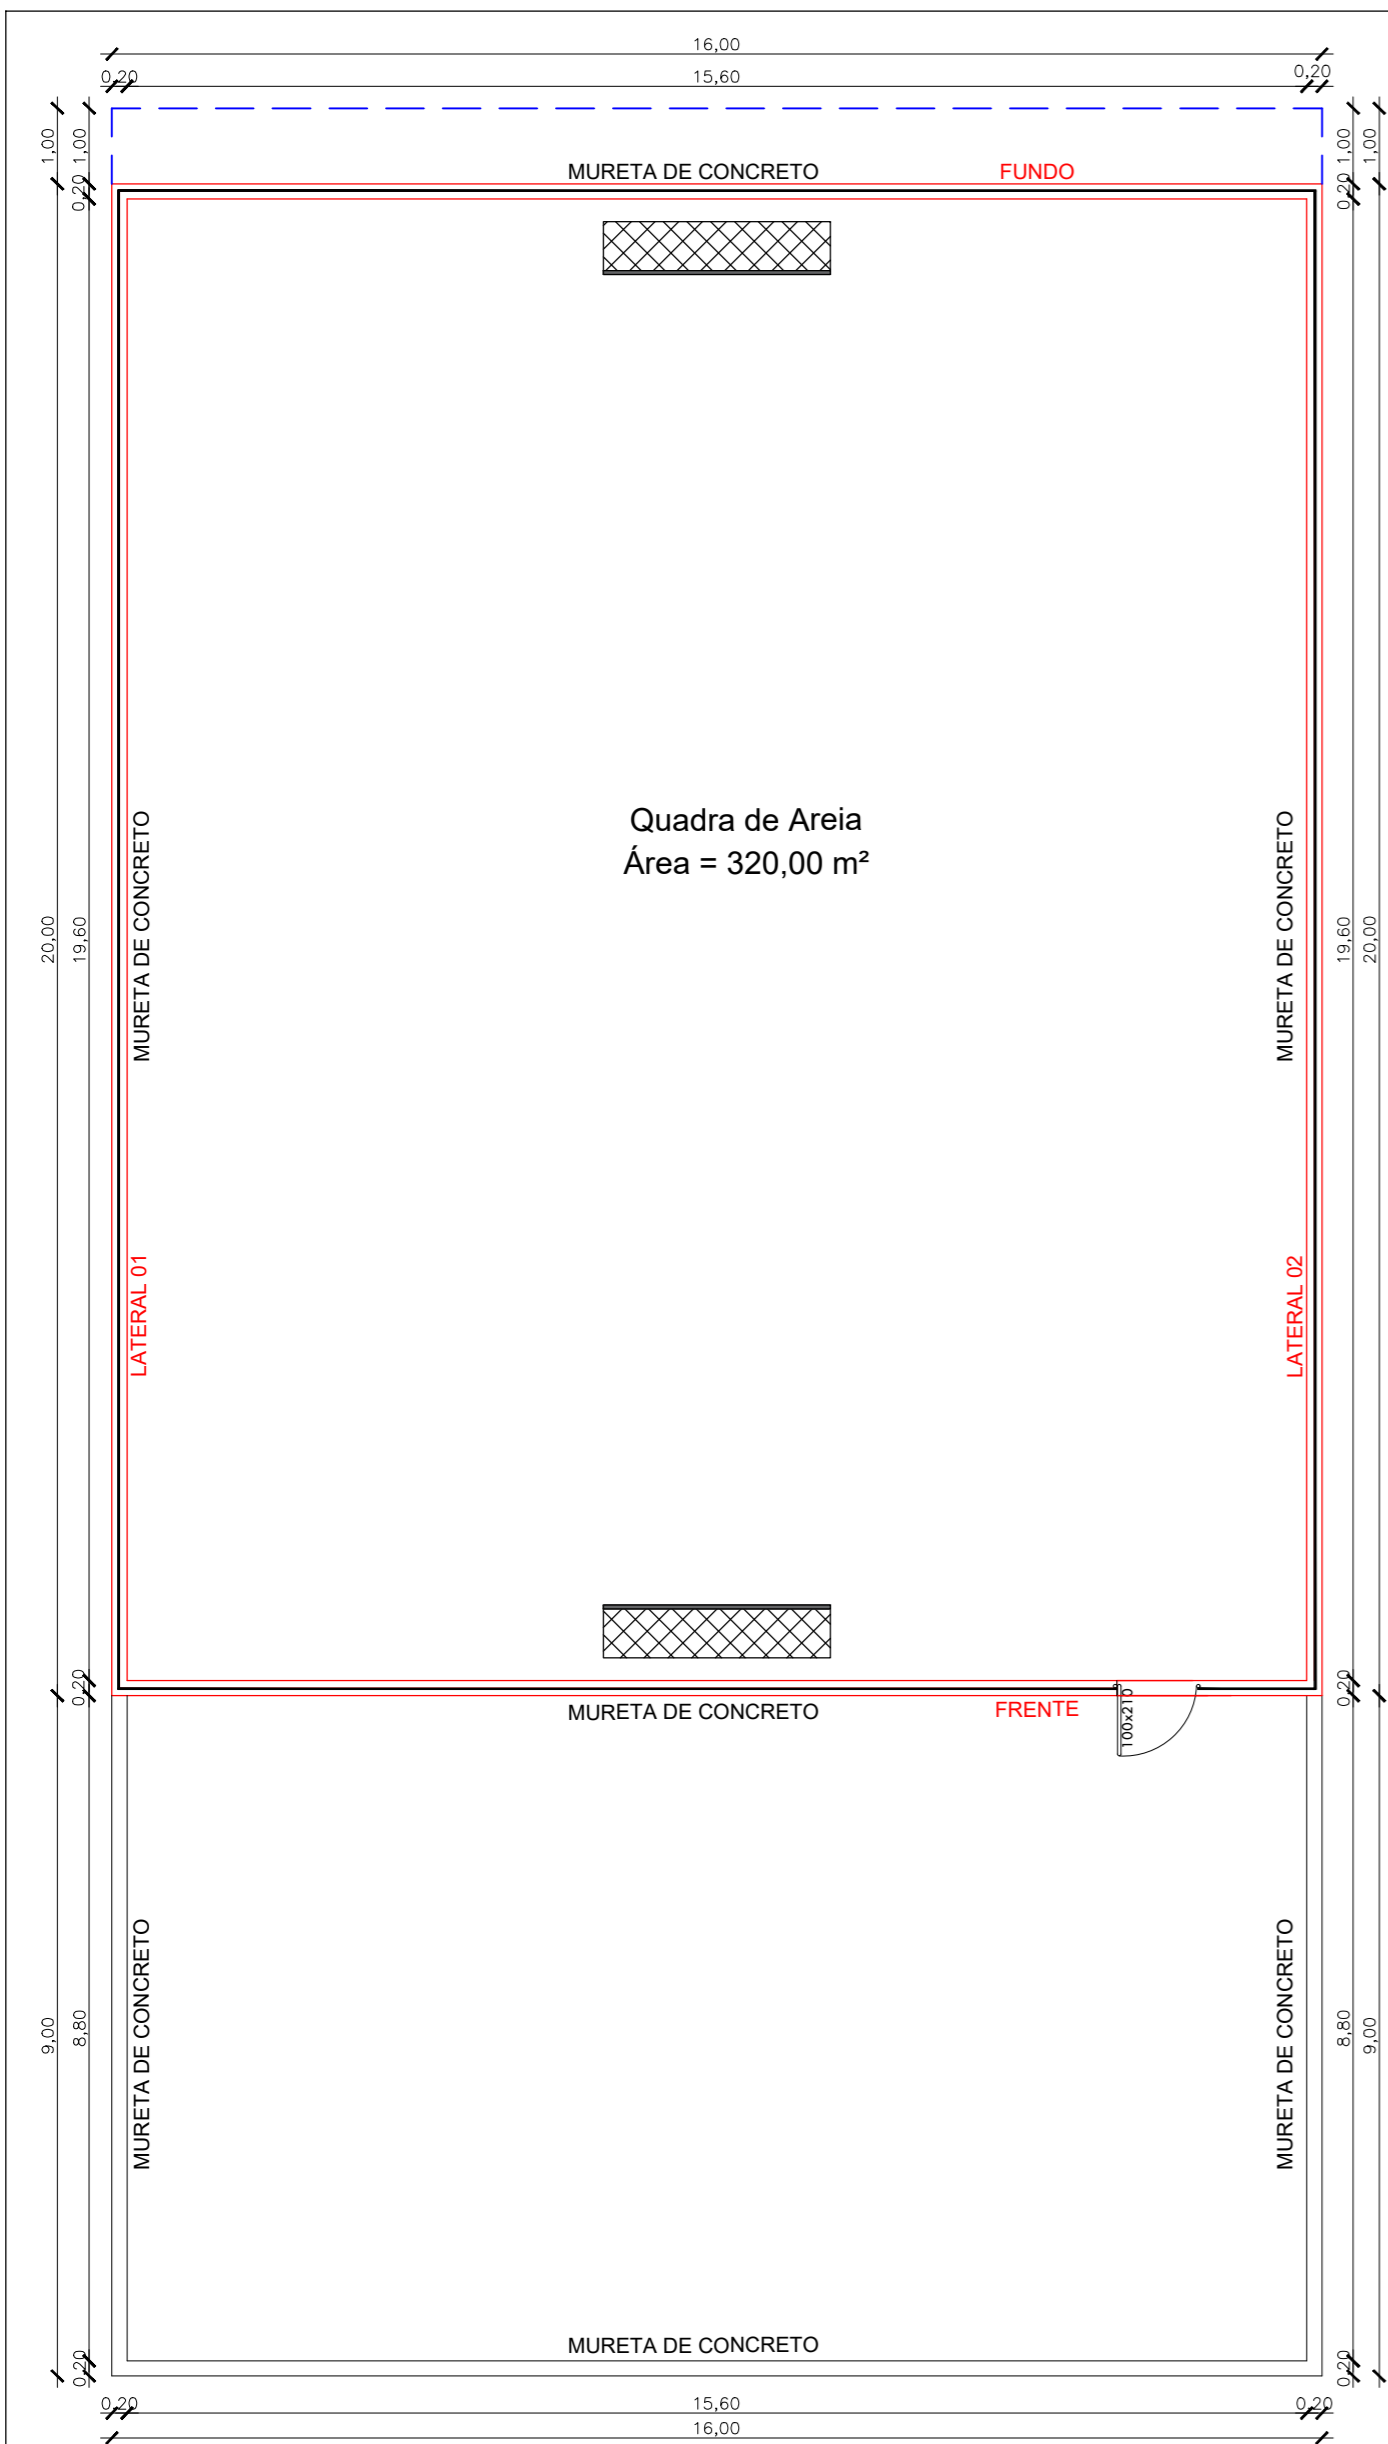 16,00
0,20 15,60 0,20
1,00 1,00 1,00 1,00
MURETA DE CONCRETO FUNDO
0,20 0,20
Quadra de Areia
Área = 320,00 m²
MURETA DE CONCRETO
MURETA DE CONCRETO
20,00 19,60 19,60 20,00
LATERAL 01
LATERAL 02
0,20 0,20
MURETA DE CONCRETO FRENTE
100x210
MURETA DE CONCRETO
MURETA DE CONCRETO
9,00 8,80 8,80 9,00
MURETA DE CONCRETO
0,20 0,20
0,20 15,60 0,20
16,00